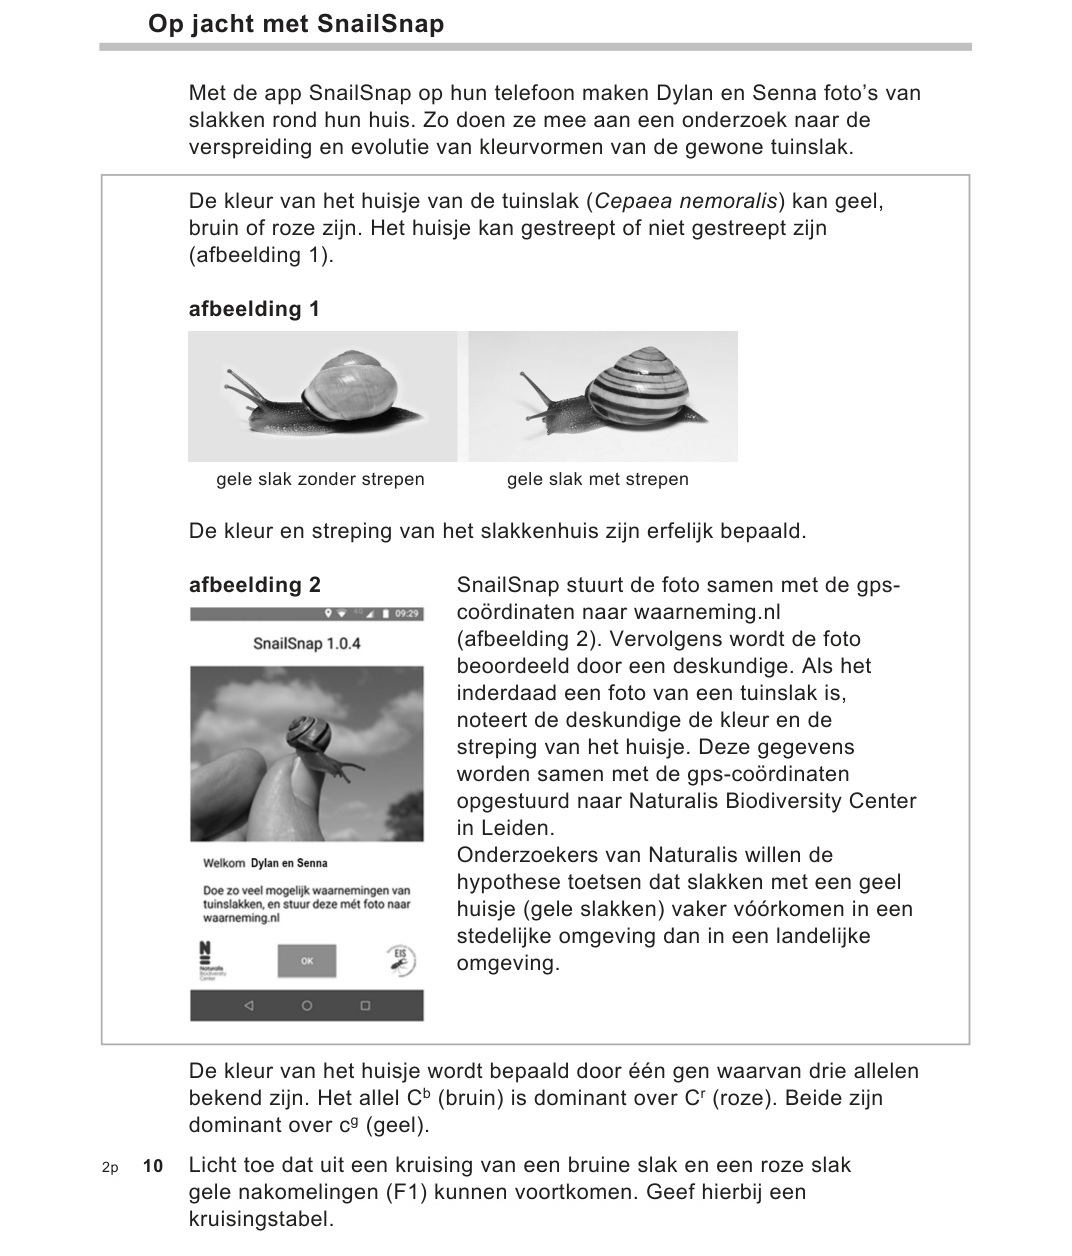 Op jacht met SnailSnap
Met de app SnailSnap op hun telefoon maken Dylan en Senna foto's van
slakken rond hun huis. Zo doen ze mee aan een onderzoek naar de
verspreiding en evolutie van kleurvormen van de gewone tuinslak.
De kleur van het huisje van de tuinslak (Cepaea nemoralis) kan geel,
bruin of roze zijn. Het huisje kan gestreept of niet gestreept zijn
(afbeelding 1).
afbeelding 1
gele slak zonder strepen
gele slak met strepen
De kleur en streping van het slakkenhuis zijn erfelijk bepaald.
afbeelding 2
4G 09:29
SnailSnap 1.0.4
Welkom Dylan en Senna
Doe zo veel mogelijk waarnemingen van
tuinslakken, en stuur deze mét foto naar
waarneming.nl
N
Naturalis
Biodiversity
Center
OK
EIS
SnailSnap stuurt de foto samen met de gps-
coördinaten naar waarneming.nl
(afbeelding 2). Vervolgens wordt de foto
beoordeeld door een deskundige. Als het
inderdaad een foto van een tuinslak is,
noteert de deskundige de kleur en de
streping van het huisje. Deze gegevens
worden samen met de gps-coördinaten
opgestuurd naar Naturalis Biodiversity Center
in Leiden.
Onderzoekers van Naturalis willen de
hypothese toetsen dat slakken met een geel
huisje (gele slakken) vaker vóórkomen in een
stedelijke omgeving dan in een landelijke
omgeving.
De kleur van het huisje wordt bepaald door één gen waarvan drie allelen
bekend zijn. Het allel Cᵇ (bruin) is dominant over Cʳ (roze). Beide zijn
dominant over cᵍ (geel).
2p 10 Licht toe dat uit een kruising van een bruine slak en een roze slak
gele nakomelingen (F1) kunnen voortkomen. Geef hierbij een
kruisingstabel.